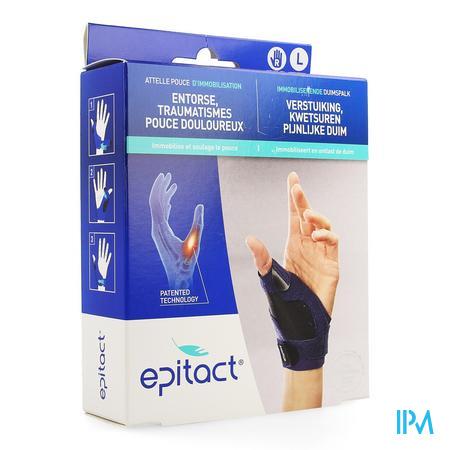 R
L
ATTELLE POUCE D'IMMOBILISATION
ENTORSE,
TRAUMATISMES
POUCE DOULOUREUX
Immobilise et soulage le pouce
IMMOBILISERENDE DUIMSPALK
VERSTUIKING,
KWETSUREN
PIJNLIJKE DUIM
Immobiliseert en ontlast de duim
1
2
3
PATENTED
TECHNOLOGY
epitact®
IPM